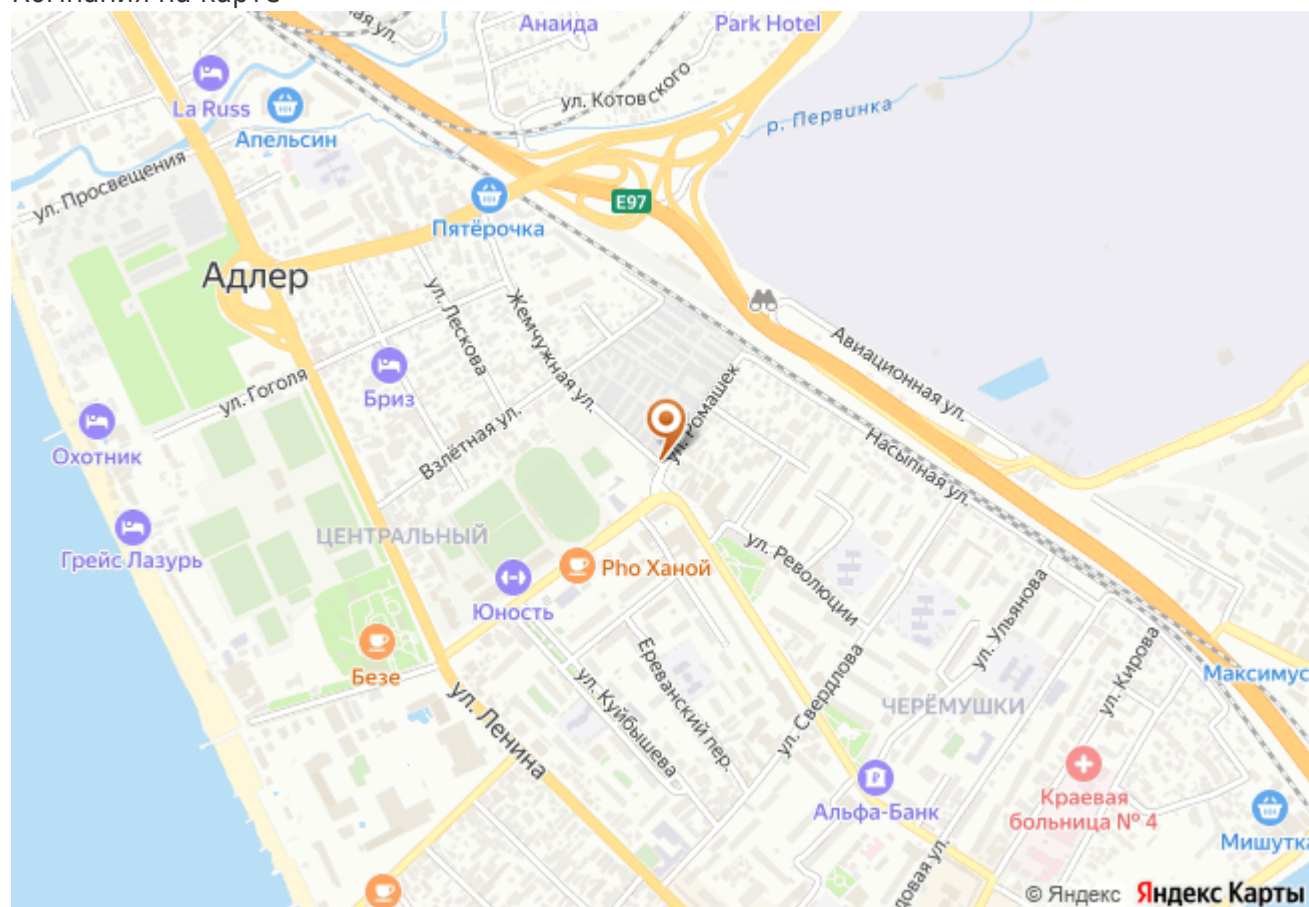 Компания на карте
Анаида
Park Hotel
ул. Котовского
La Russ
Апельсин
р. Первинка
ул. Просвещения
E97
Пятёрочка
Адлер
ул. Лескова
Жемчужная ул.
Авиационная ул.
Бриз
ул. Гоголя
ул. Ромашек
Охотник
Взлётная ул.
Насыпная ул.
ЦЕНТРАЛЬНЫЙ
Грейс Лазурь
Pho Ханой
ул. Революции
Юность
ул. Ульянова
Безе
Ереванский пер.
ул. Кирова
Максимус
ул. Ленина
ул. Куйбышева
ул. Свердлова
ЧЕРЁМУШКИ
Альфа-Банк
Краевая
больница № 4
Мишутка
© Яндекс Яндекс Карты